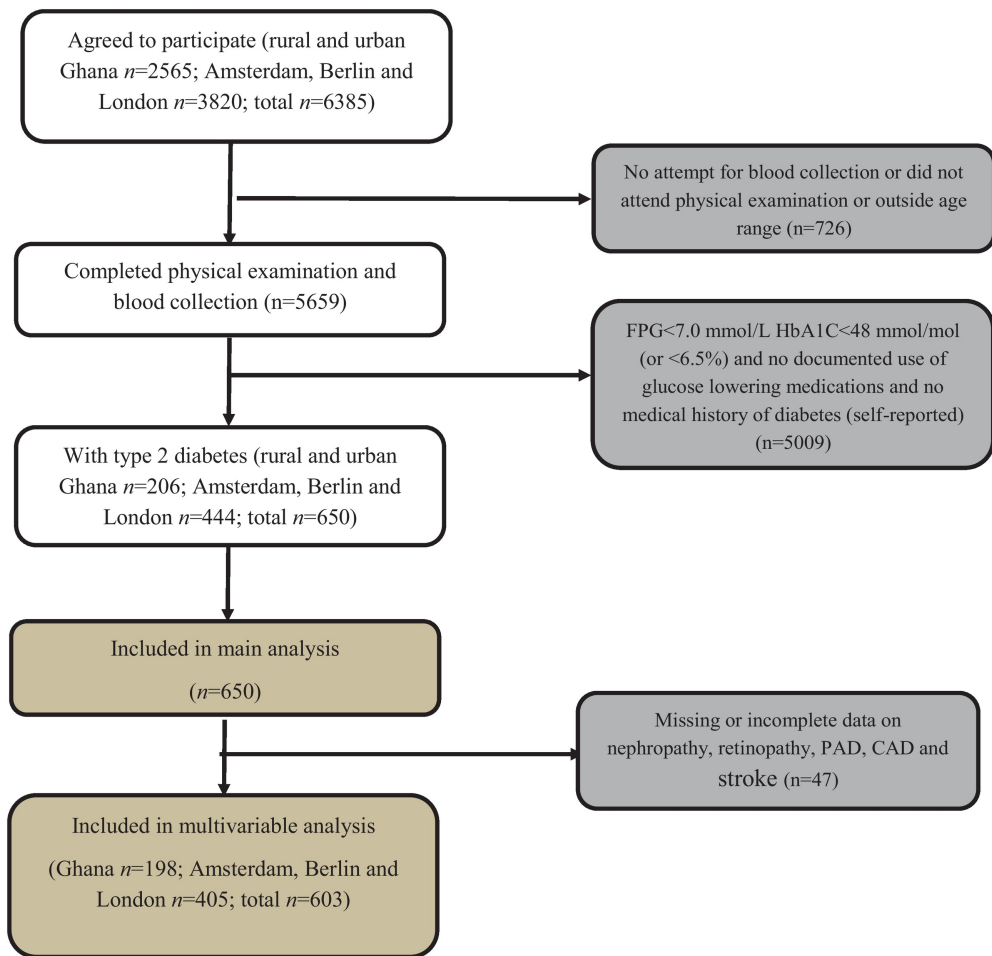 Agreed to participate (rural and urban
Ghana n=2565; Amsterdam, Berlin and
London n=3820; total n=6385)
No attempt for blood collection or did not
attend physical examination or outside age
range (n=726)
Completed physical examination and
blood collection (n=5659)
FPG<7.0 mmol/L HbA1C<48 mmol/mol
(or <6.5%) and no documented use of
glucose lowering medications and no
medical history of diabetes (self-reported)
(n=5009)
With type 2 diabetes (rural and urban
Ghana n=206; Amsterdam, Berlin and
London n=444; total n=650)
Included in main analysis
(n=650)
Missing or incomplete data on
nephropathy, retinopathy, PAD, CAD and
stroke (n=47)
Included in multivariable analysis
(Ghana n=198; Amsterdam, Berlin and
London n=405; total n=603)